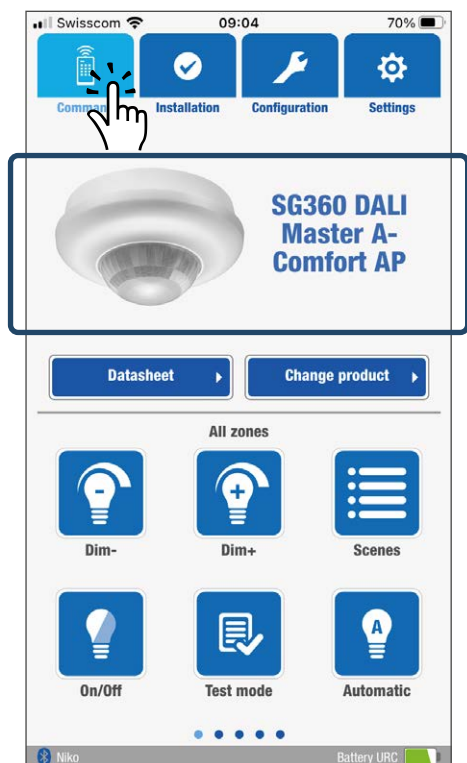 Swisscom 09:04 70%
Command Installation Configuration Settings
SG360 DALI
Master A-
Comfort AP
Datasheet Change product
All zones
- +
Dim- Dim+ Scenes
A
On/Off Test mode Automatic
Niko Battery URC